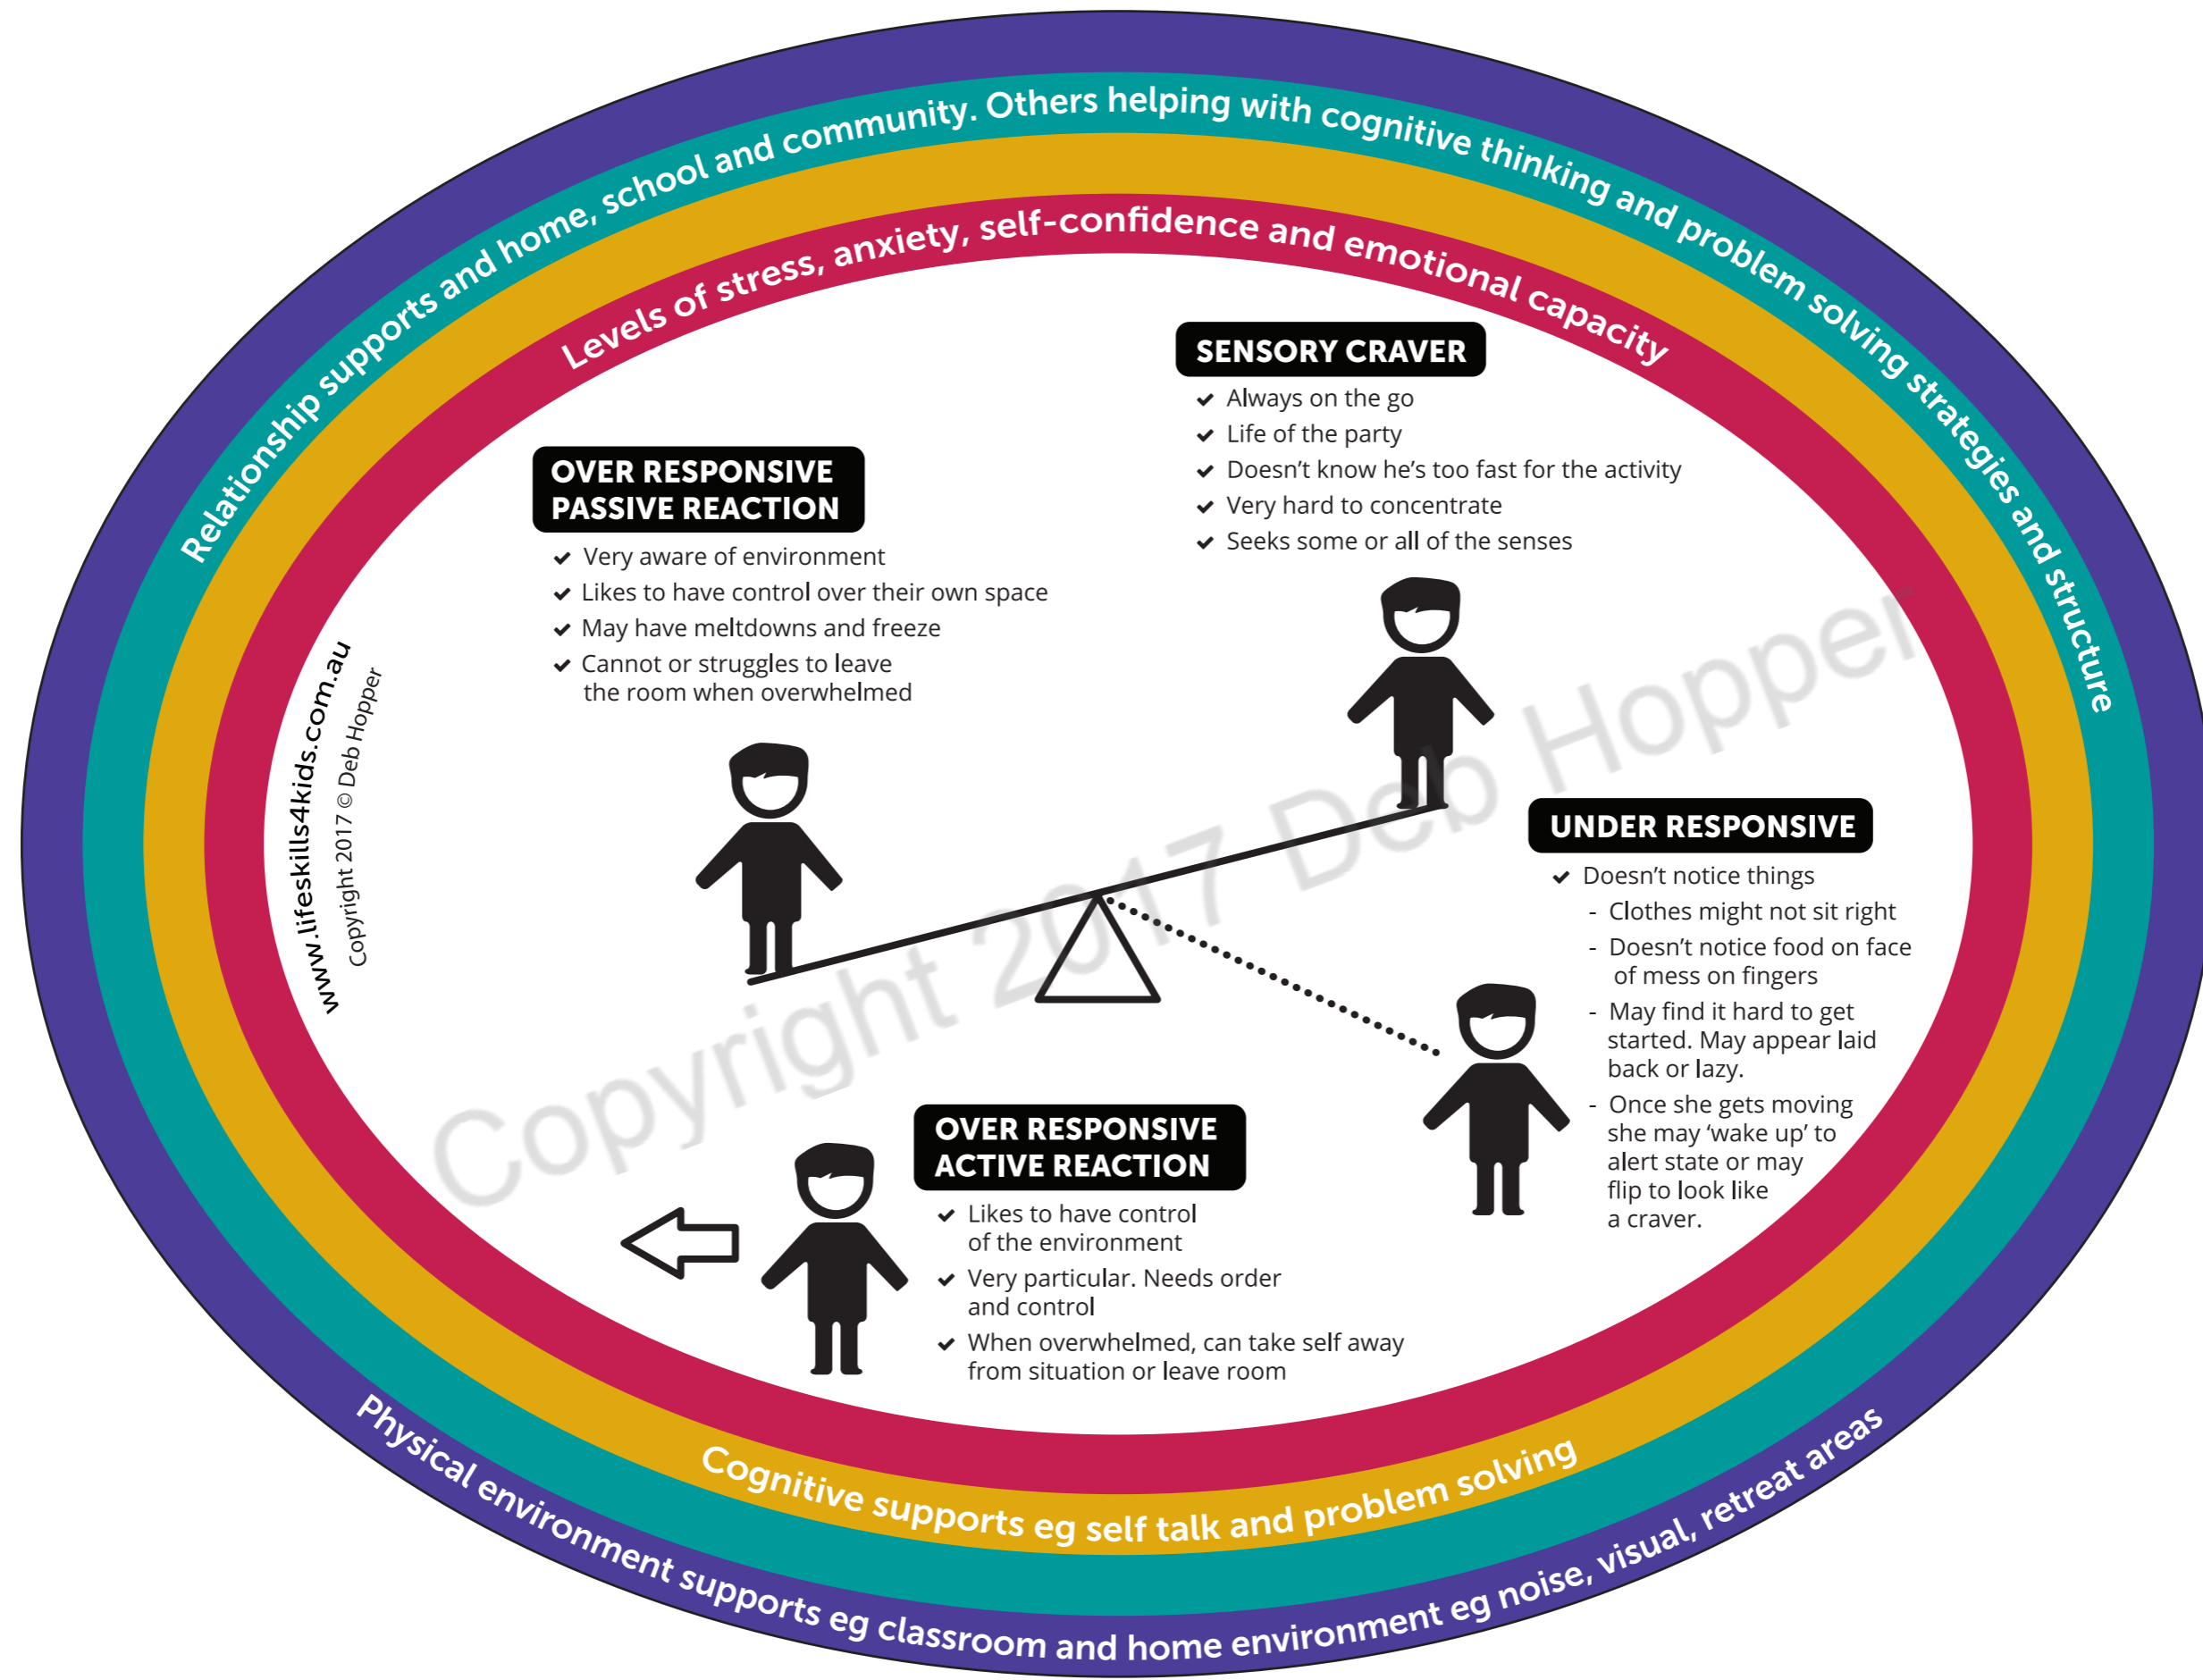 Relationship supports and home, school and community. Others helping with cognitive thinking and problem solving strategies and structure
Levels of stress, anxiety, self-confidence and emotional capacity
SENSORY CRAVER
✔ Always on the go
✔ Life of the party
✔ Doesn't know he's too fast for the activity
✔ Very hard to concentrate
✔ Seeks some or all of the senses
OVER RESPONSIVE
PASSIVE REACTION
✔ Very aware of environment
✔ Likes to have control over their own space
✔ May have meltdowns and freeze
✔ Cannot or struggles to leave
the room when overwhelmed
www.lifeskills4kids.com.au
Copyright 2017 © Deb Hopper
UNDER RESPONSIVE
✔ Doesn't notice things
- Clothes might not sit right
- Doesn't notice food on face
of mess on fingers
- May find it hard to get
started. May appear laid
back or lazy.
- Once she gets moving
she may 'wake up' to
alert state or may
flip to look like
a craver.
OVER RESPONSIVE
ACTIVE REACTION
✔ Likes to have control
of the environment
✔ Very particular. Needs order
and control
✔ When overwhelmed, can take self away
from situation or leave room
Copyright 2017 Deb Hopper
Cognitive supports eg self talk and problem solving
Physical environment supports eg classroom and home environment eg noise, visual, retreat areas